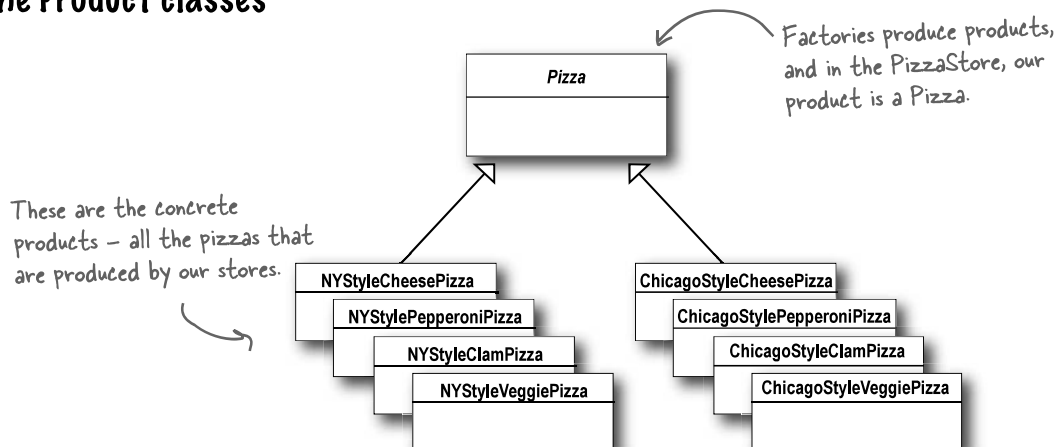 he Product classes
Pizza
Factories produce products,
and in the PizzaStore, our
product is a Pizza.
These are the concrete
products – all the pizzas that
are produced by our stores.
NYStyleCheesePizza
NYStylePepperoniPizza
NYStyleClamPizza
NYStyleVeggiePizza
ChicagoStyleCheesePizza
ChicagoStylePepperoniPizza
ChicagoStyleClamPizza
ChicagoStyleVeggiePizza